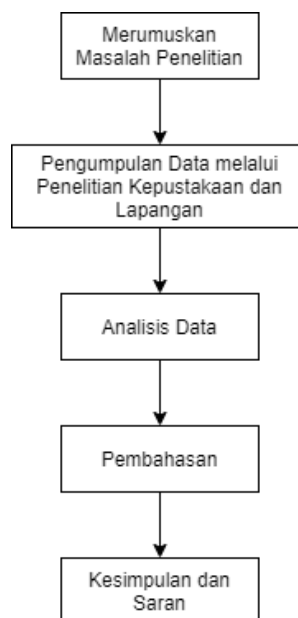 Merumuskan
Masalah Penelitian
Pengumpulan Data melalui
Penelitian Kepustakaan dan
Lapangan
Analisis Data
Pembahasan
Kesimpulan dan
Saran